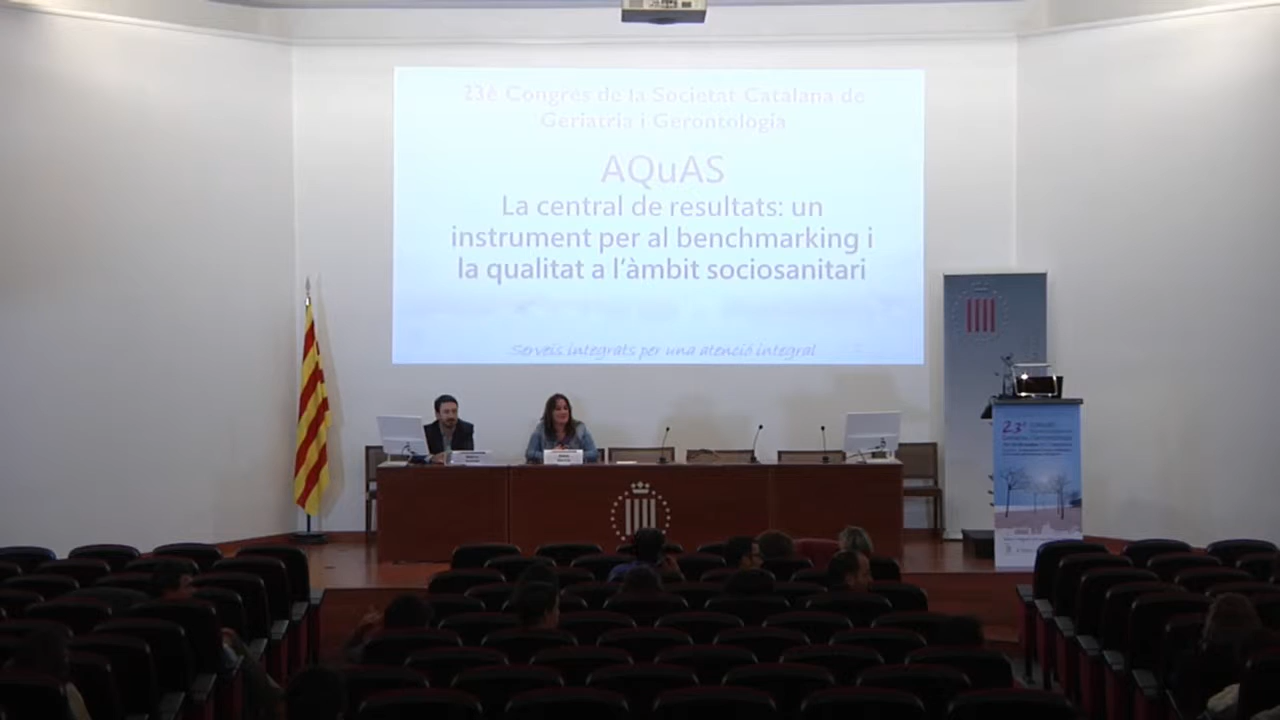 23è Congrés de la Societat Catalana de
Geriatria i Gerontologia
AQuAS
La central de resultats: un
instrument per al benchmarking i
la qualitat a l'àmbit sociosanitari
Serveis integrats per una atenció integral
23è